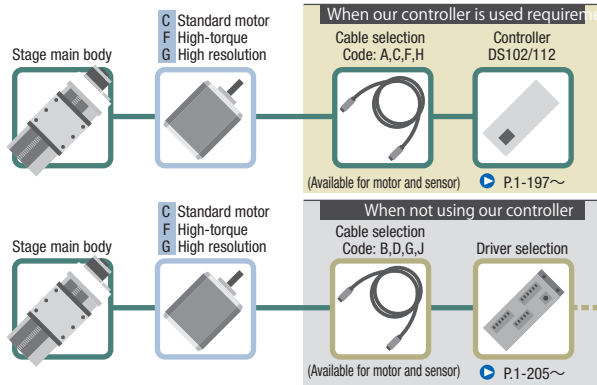 When our controller is used requireme
C Standard motor
F High-torque
G High resolution
Stage main body
Cable selection
Code: A,C,F,H
Controller
DS102/112
(Available for motor and sensor)
P.1-197～
When not using our controller
C Standard motor
F High-torque
G High resolution
Stage main body
Cable selection
Code: B,D,G,J
Driver selection
(Available for motor and sensor)
P.1-205～